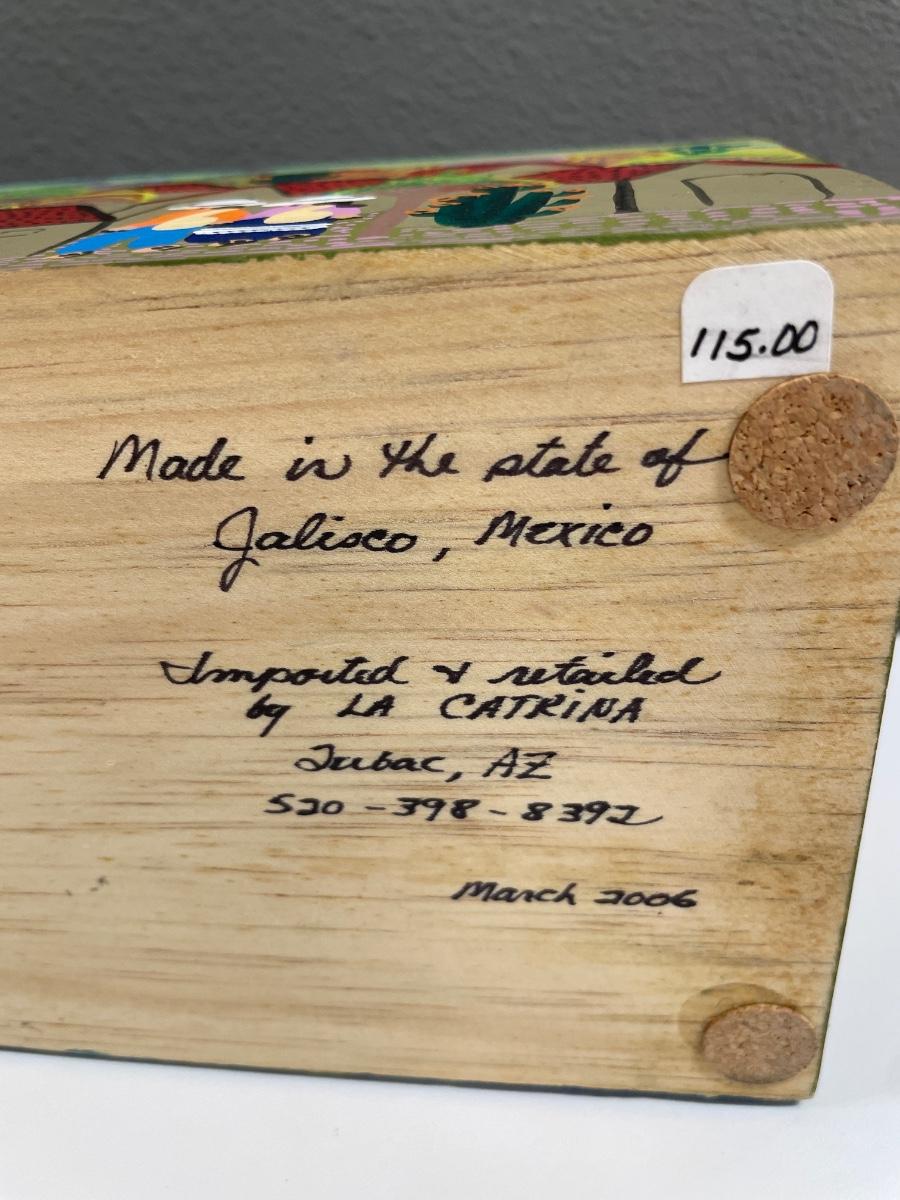 115.00
Made in the state of
Jalisco, Mexico
Imported & retailed
by LA CATRINA
Tubac, AZ
520-398-8392
March 2006